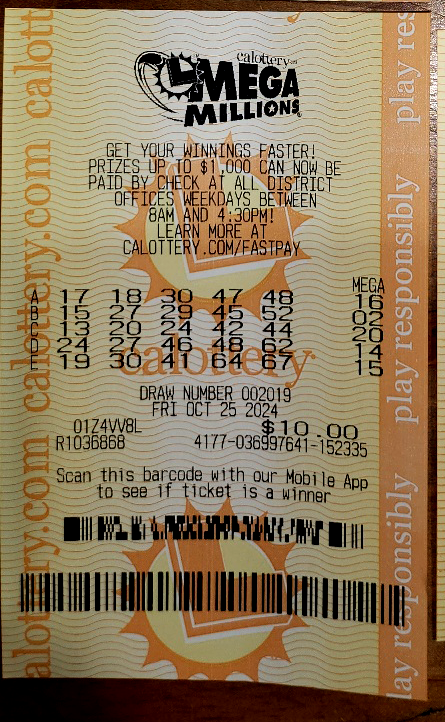 calottery
MEGA
MILLIONS
GET YOUR WINNINGS FASTER!
PRIZES UP TO $1,000 CAN NOW BE
PAID BY CHECK AT ALL DISTRICT
OFFICES WEEKDAYS BETWEEN
8AM AND 4:30PM!
LEARN MORE AT
CALOTTERY.COM/FASTPAY
MEGA
A 17 18 30 47 48 16
B 15 27 29 45 52 02
C 13 20 24 42 44 20
D 24 27 46 48 62 14
E 19 30 41 64 67 15
calottery
DRAW NUMBER 002019
FRI OCT 25 2024
01Z4VV8L $10.00
R1036868 4177-036997641-152335
Scan this barcode with our Mobile App
to see if ticket is a winner
calottery.com calottery.com calott
play responsibly play responsibly play res